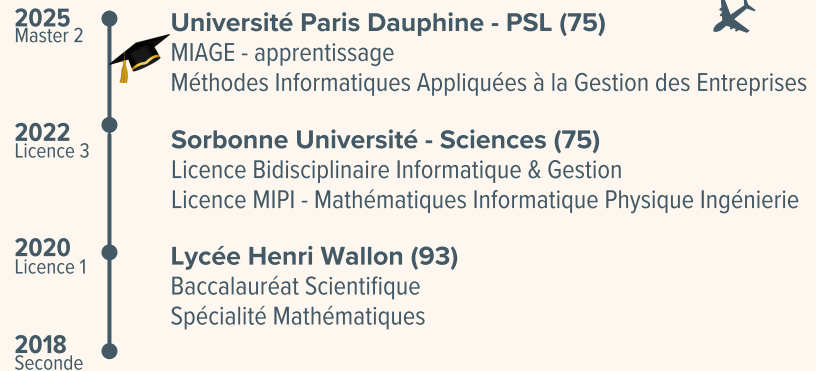 2025
Master 2
Université Paris Dauphine - PSL (75)
MIAGE - apprentissage
Méthodes Informatiques Appliquées à la Gestion des Entreprises
2022
Licence 3
Sorbonne Université - Sciences (75)
Licence Bidisciplinaire Informatique & Gestion
Licence MIPI - Mathématiques Informatique Physique Ingénierie
2020
Licence 1
Lycée Henri Wallon (93)
Baccalauréat Scientifique
Spécialité Mathématiques
2018
Seconde